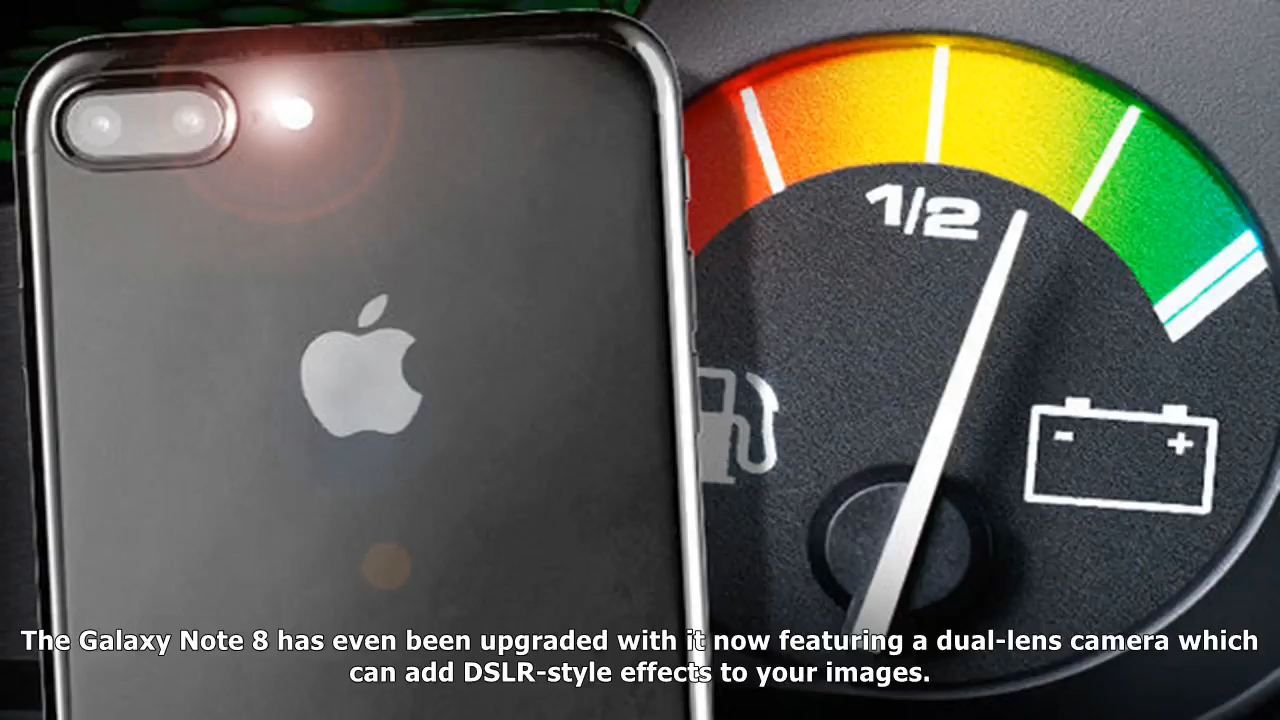 1/2
- +
The Galaxy Note 8 has even been upgraded with it now featuring a dual-lens camera which
can add DSLR-style effects to your images.